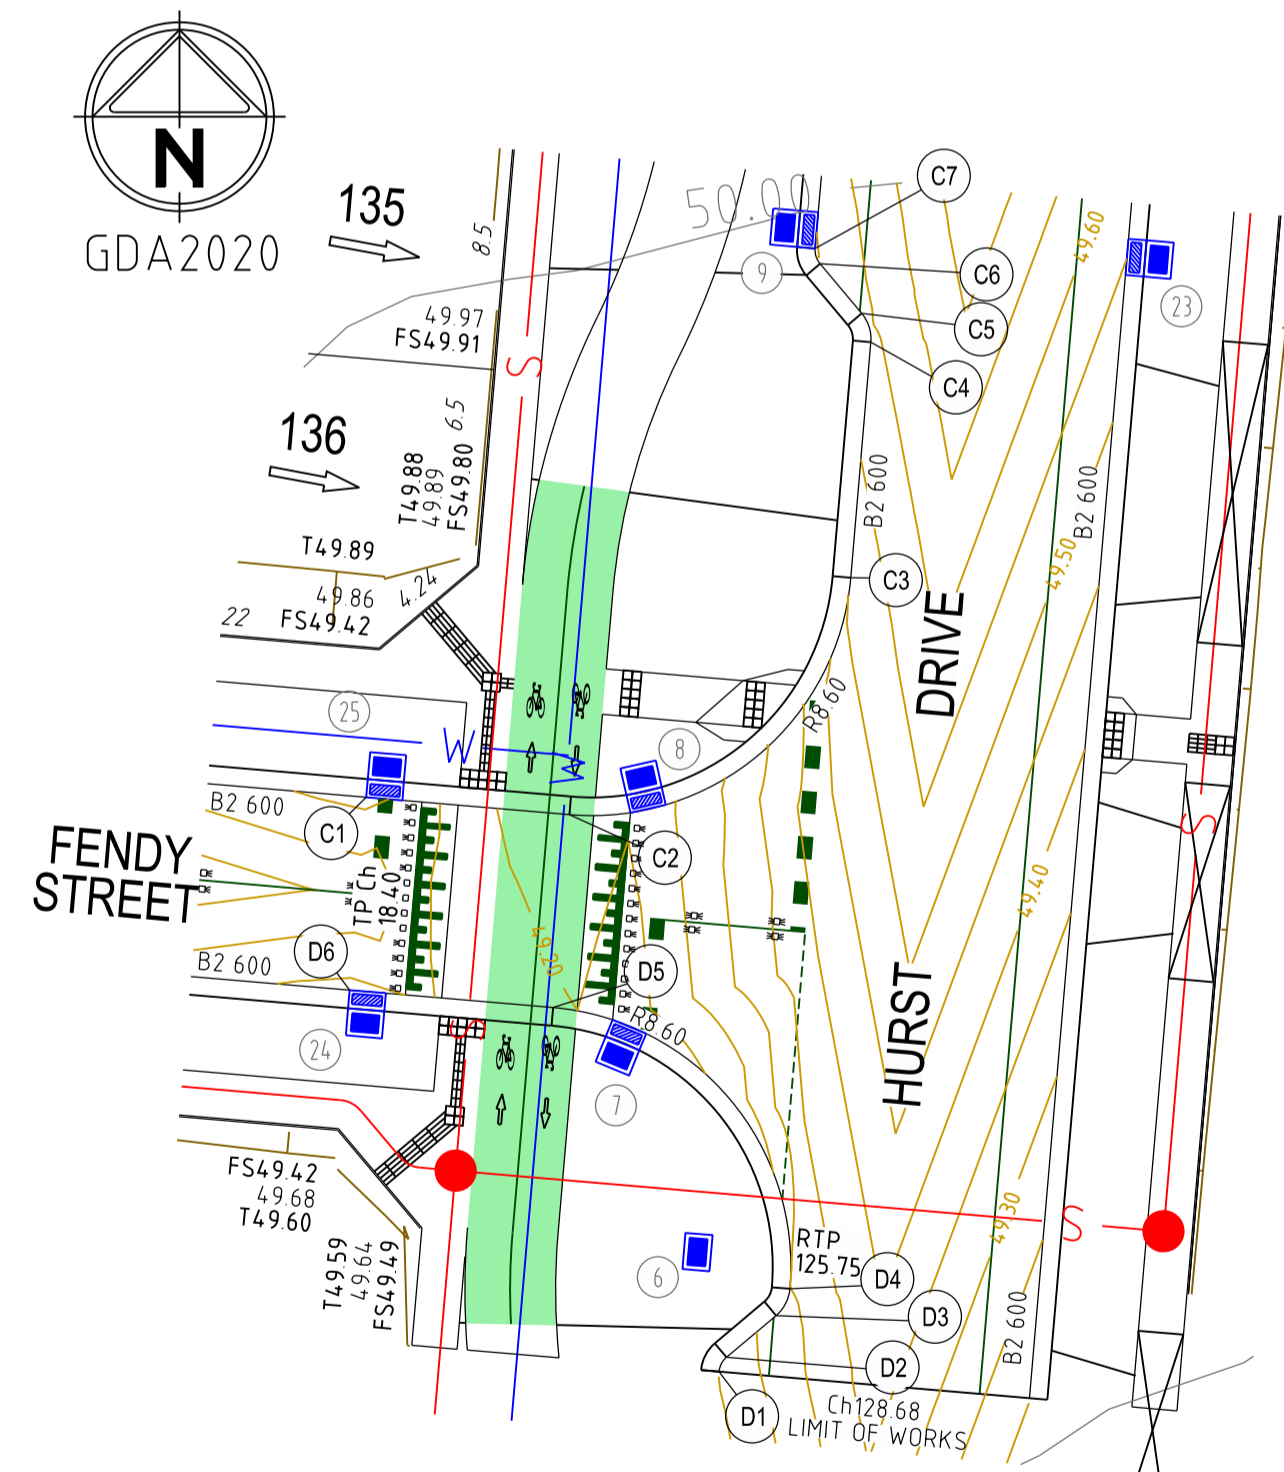 N
GDA2020
135
8.5
50.00
C7
49.60
9
C6
23
C5
C4
49.97
FS49.91
S
136
6.5
T49.88
49.89
FS49.80
B2 600
B2 600
T49.89
49.86
FS49.42
4.24
22
C3
49.50
DRIVE
R8.60
25
8
W
W
B2 600
C1
C2
S
FENDY
STREET
TP Ch
18.40
49.40
D6
B2 600
49.20
D5
HURST
R8.60
S
24
7
FS49.42
49.68
T49.60
T49.59
49.64
FS49.49
49.30
S
RTP
125.75
6
D4
D3
B2 600
D2
D1
Ch128.68
LIMIT OF WORKS